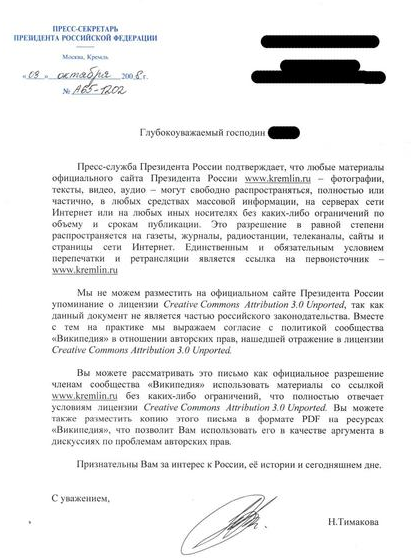 ПРЕСС-СЕКРЕТАРЬ
ПРЕЗИДЕНТА РОССИЙСКОЙ ФЕДЕРАЦИИ
Москва, Кремль
«09» октября 2008 г.
№ А65-1202
Глубокоуважаемый господин
Пресс-служба Президента России подтверждает, что любые материалы
официального сайта Президента России www.kremlin.ru – фотографии,
тексты, видео, аудио – могут свободно распространяться, полностью или
частично, в любых средствах массовой информации, на серверах сети
Интернет или на любых иных носителях без каких-либо ограничений по
объему и срокам публикации. Это разрешение в равной степени
распространяется на газеты, журналы, радиостанции, телеканалы, сайты и
страницы сети Интернет. Единственным и обязательным условием
перепечатки и ретрансляции является ссылка на первоисточник –
www.kremlin.ru
Мы не можем разместить на официальном сайте Президента России
упоминание о лицензии Creative Commons Attribution 3.0 Unported, так как
данный документ не является частью российского законодательства. Вместе
с тем на практике мы выражаем согласие с политикой сообщества
«Википедия» в отношении авторских прав, нашедшей отражение в лицензии
Creative Commons Attribution 3.0 Unported.
Вы можете рассматривать это письмо как официальное разрешение
членам сообщества «Википедия» использовать материалы со ссылкой
www.kremlin.ru без каких-либо ограничений, что полностью отвечает
условиям лицензии Creative Commons Attribution 3.0 Unported. Вы можете
также разместить копию этого письма в формате PDF на ресурсах
«Википедия», что позволит Вам использовать его в качестве аргумента в
дискуссиях по проблемам авторских прав.
Признательны Вам за интерес к России, её истории и сегодняшнем дне.
С уважением,
Н.Тимакова